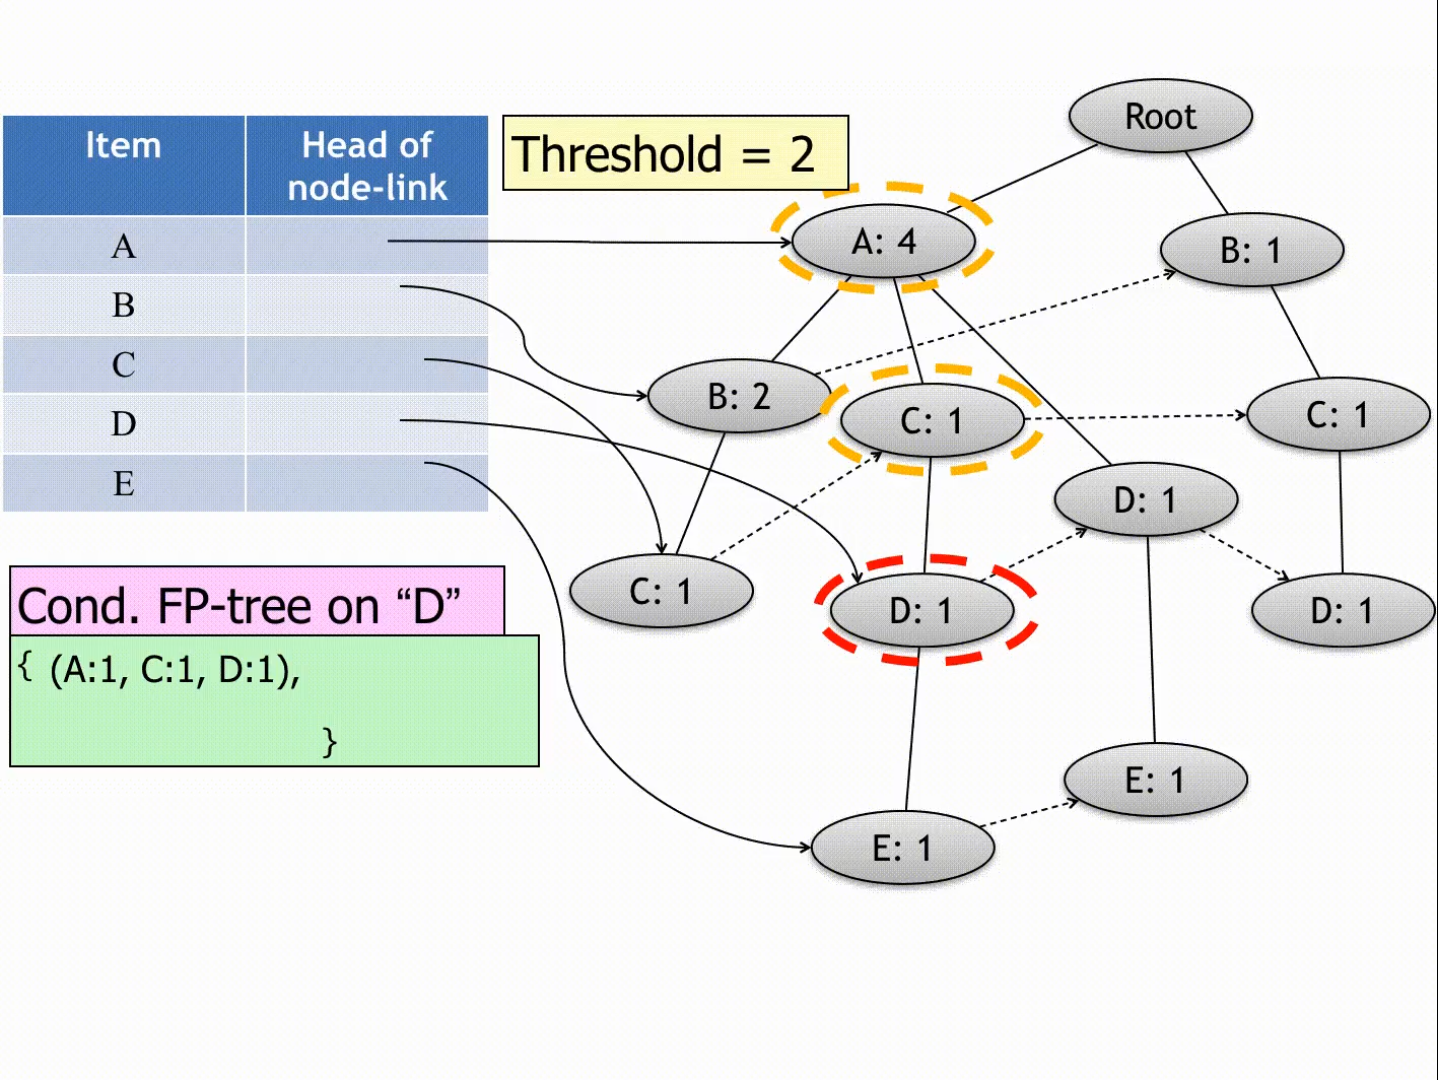 Item
Head of
node-link
A
B
C
D
E
Threshold = 2
Root
A: 4
B: 1
B: 2
C: 1
C: 1
D: 1
C: 1
D: 1
D: 1
E: 1
E: 1
Cond. FP-tree on “D”
{ (A:1, C:1, D:1),
}